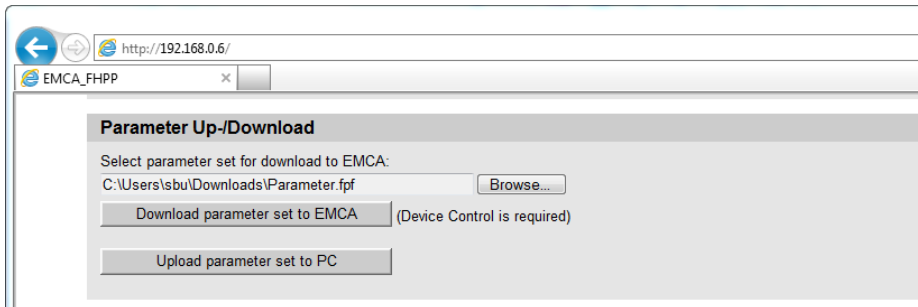 http://192.168.0.6/
EMCA_FHPP
Parameter Up-/Download
Select parameter set for download to EMCA:
C:\Users\sbu\Downloads\Parameter.fpf Browse...
Download parameter set to EMCA (Device Control is required)
Upload parameter set to PC